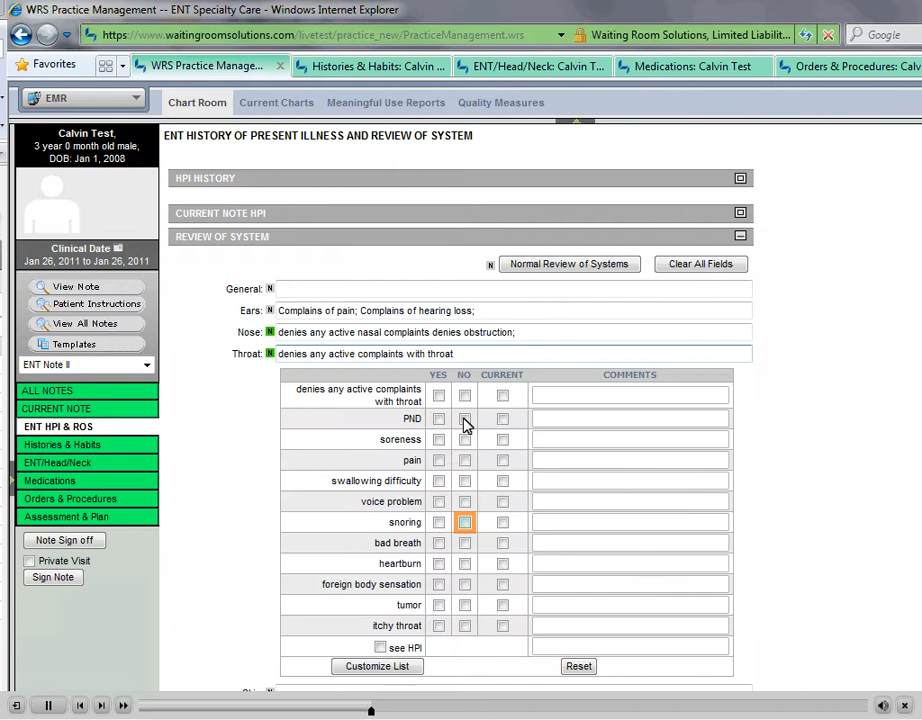 WRS Practice Management -- ENT Specialty Care - Windows Internet Explorer
https://www.waitingroomsolutions.com/livetest/practice_new/PracticeManagement.wrs
Waiting Room Solutions, Limited Liabilit...
Google
Favorites
WRS Practice Manage...
Histories & Habits: Calvin ...
ENT/Head/Neck: Calvin T...
Medications: Calvin Test
Orders & Procedures: Calv
EMR
Chart Room
Current Charts
Meaningful Use Reports
Quality Measures
Calvin Test,
3 year 0 month old male,
DOB: Jan 1, 2008
Clinical Date
Jan 26, 2011 to Jan 26, 2011
View Note
Patient Instructions
View All Notes
Templates
ENT Note II
ALL NOTES
CURRENT NOTE
ENT HPI & ROS
Histories & Habits
ENT/Head/Neck
Medications
Orders & Procedures
Assessment & Plan
Note Sign off
Private Visit
Sign Note
ENT HISTORY OF PRESENT ILLNESS AND REVIEW OF SYSTEM
HPI HISTORY
CURRENT NOTE HPI
REVIEW OF SYSTEM
N Normal Review of Systems Clear All Fields
General: N
Ears: N Complains of pain; Complains of hearing loss;
Nose: N denies any active nasal complaints denies obstruction;
Throat: N denies any active complaints with throat
YES NO CURRENT COMMENTS
denies any active complaints
with throat
PND
soreness
pain
swallowing difficulty
voice problem
snoring
bad breath
heartburn
foreign body sensation
tumor
itchy throat
see HPI
Customize List Reset